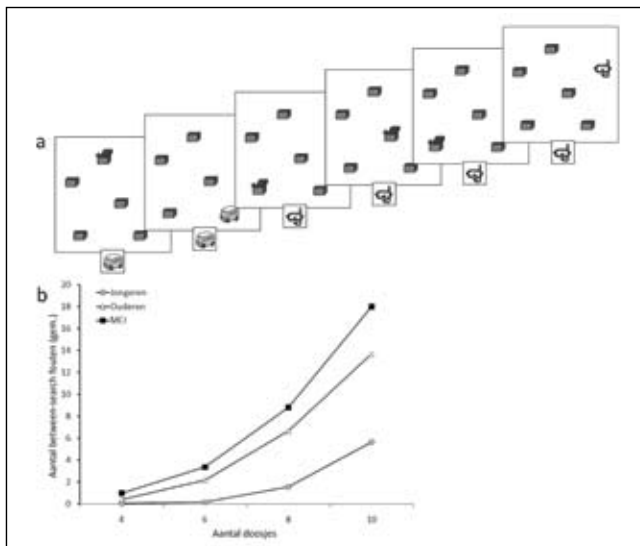 a
b
Jongeren
Ouderen
MCI
Aantal between-search fouten (gem.)
20
18
16
14
12
10
8
6
4
2
0
4 6 8 10
Aantal doosjes